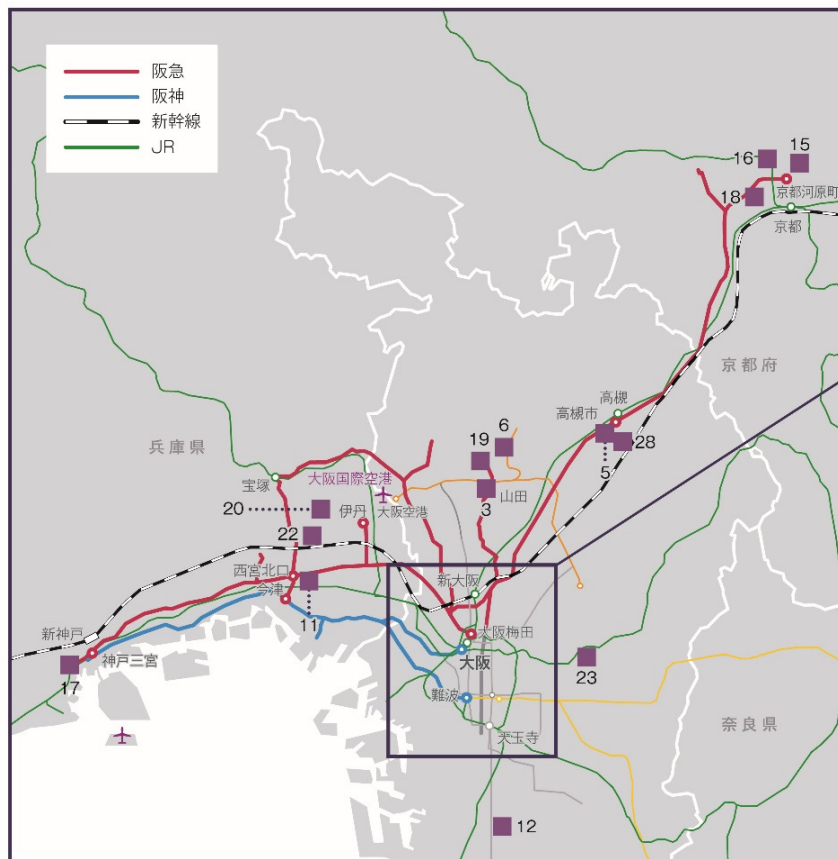 阪急
阪神
新幹線
JR
16
15
京都河原町
18
京都
京都府
高槻
高槻市
6
28
19
5
兵庫県
大阪国際空港
山田
宝塚
3
20
伊丹
大阪空港
22
西宮北口
新大阪
今津
11
新神戸
大阪梅田
神戸三宮
大阪
17
23
難波
奈良県
天王寺
12